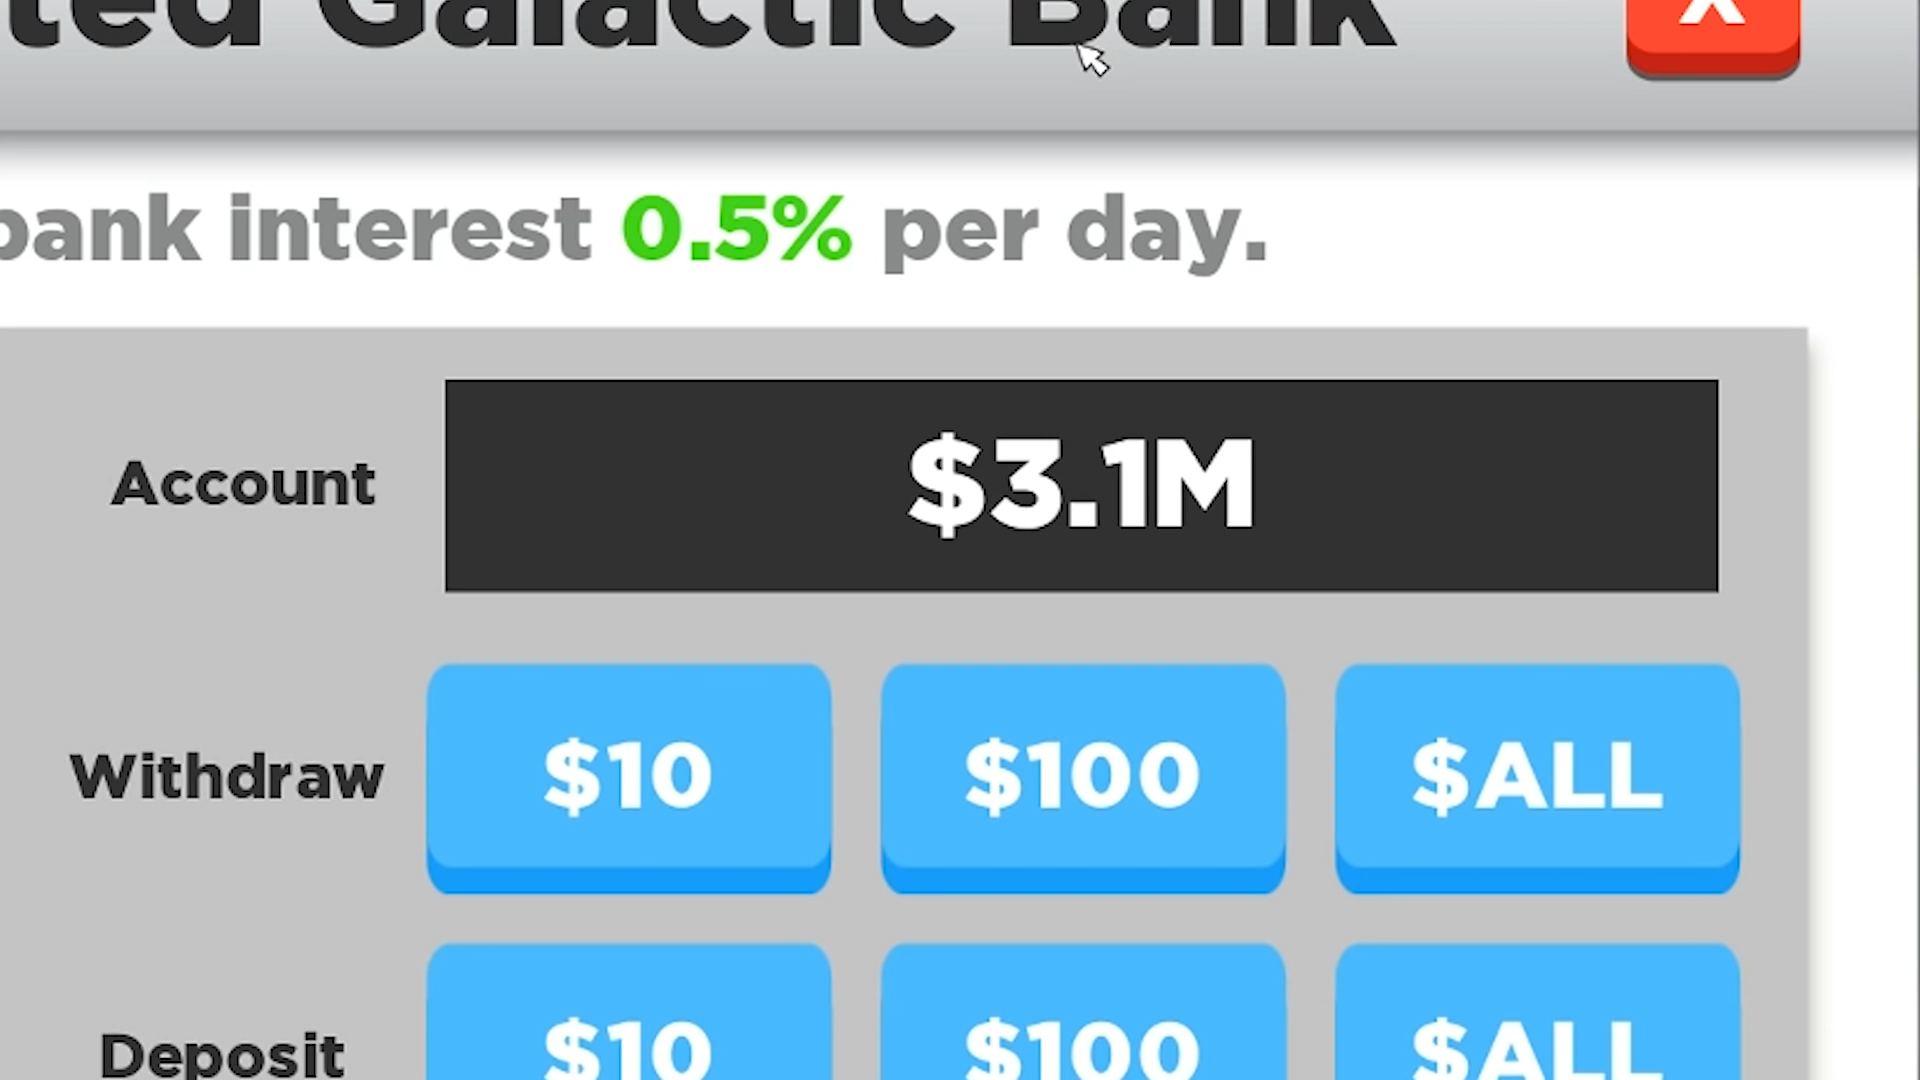 ted Galactic Bank
X
bank interest 0.5% per day.
Account $3.1M
Withdraw $10 $100 $ALL
Deposit $10 $100 $ALL